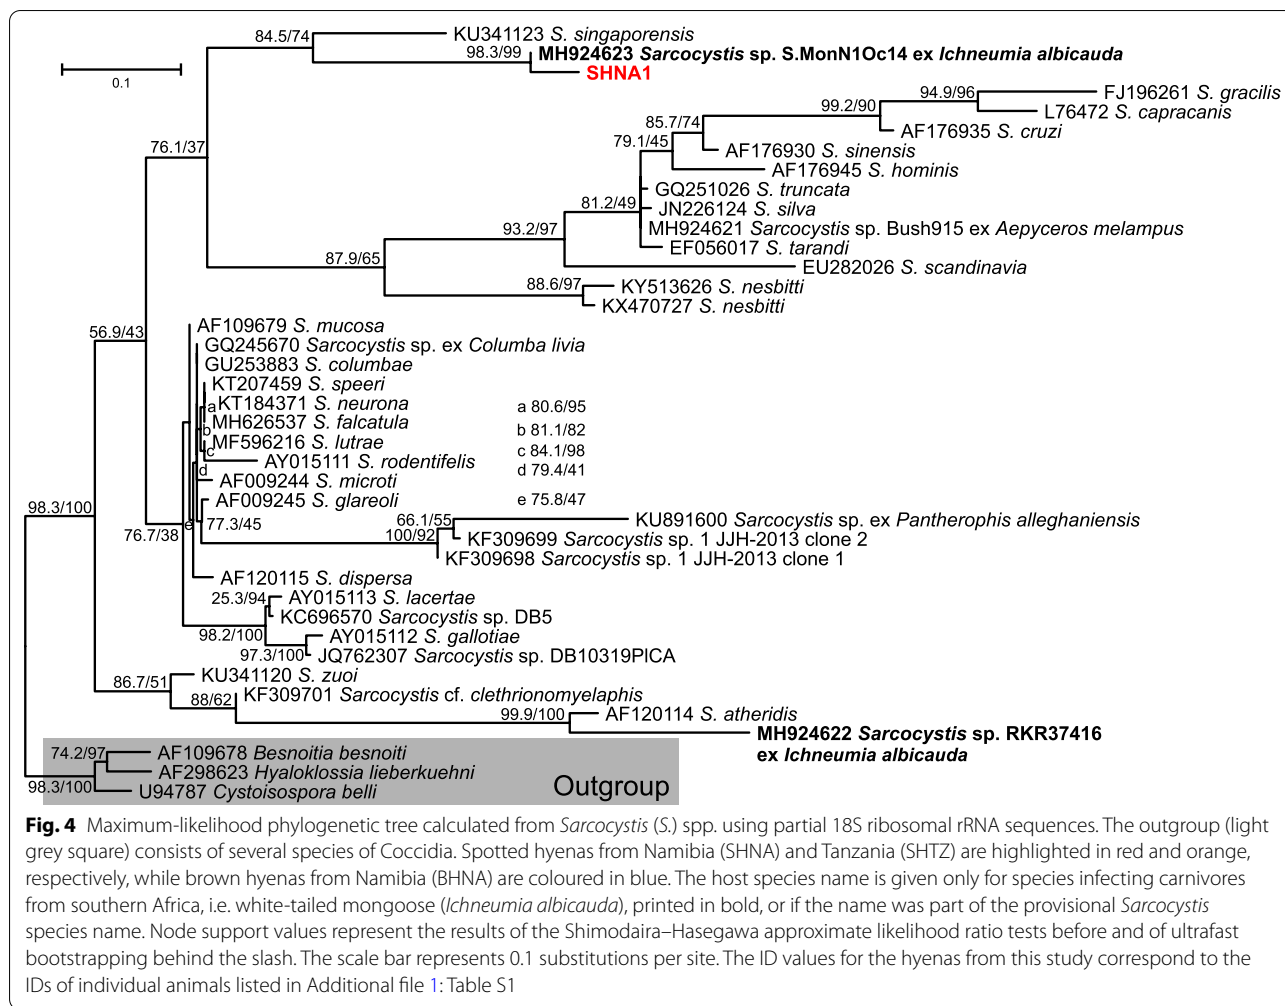 84.5/74
KU341123 S. singaporensis
98.3/99
MH924623 Sarcocystis sp. S.MonN1Oc14 ex Ichneumia albicauda
SHNA1
0.1
94.9/96
FJ196261 S. gracilis
99.2/90
L76472 S. capracanis
85.7/74
AF176935 S. cruzi
76.1/37
79.1/45
AF176930 S. sinensis
AF176945 S. hominis
GQ251026 S. truncata
81.2/49
JN226124 S. silva
93.2/97
MH924621 Sarcocystis sp. Bush915 ex Aepyceros melampus
EF056017 S. tarandi
87.9/65
EU282026 S. scandinavia
88.6/97
KY513626 S. nesbitti
KX470727 S. nesbitti
56.9/43
AF109679 S. mucosa
GQ245670 Sarcocystis sp. ex Columba livia
GU253883 S. columbae
KT207459 S. speeri
a
KT184371 S. neurona
a 80.6/95
MH626537 S. falcatula
b
b 81.1/82
MF596216 S. lutrae
c
c 84.1/98
AY015111 S. rodentifelis
d
d 79.4/41
AF009244 S. microti
AF009245 S. glareoli
e 75.8/47
98.3/100
76.7/38
e
77.3/45
66.1/55
KU891600 Sarcocystis sp. ex Pantherophis alleghaniensis
100/92
KF309699 Sarcocystis sp. 1 JJH-2013 clone 2
KF309698 Sarcocystis sp. 1 JJH-2013 clone 1
AF120115 S. dispersa
25.3/94
AY015113 S. lacertae
KC696570 Sarcocystis sp. DB5
98.2/100
AY015112 S. gallotiae
97.3/100
JQ762307 Sarcocystis sp. DB10319PICA
86.7/51
KU341120 S. zuoi
88/62
KF309701 Sarcocystis cf. clethrionomyelaphis
99.9/100
AF120114 S. atheridis
MH924622 Sarcocystis sp. RKR37416
ex Ichneumia albicauda
74.2/97
AF109678 Besnoitia besnoiti
AF298623 Hyaloklossia lieberkuehni
98.3/100
U94787 Cystoisospora belli
Outgroup
Fig. 4 Maximum-likelihood phylogenetic tree calculated from Sarcocystis (S.) spp. using partial 18S ribosomal rRNA sequences. The outgroup (light
grey square) consists of several species of Coccidia. Spotted hyenas from Namibia (SHNA) and Tanzania (SHTZ) are highlighted in red and orange,
respectively, while brown hyenas from Namibia (BHNA) are coloured in blue. The host species name is given only for species infecting carnivores
from southern Africa, i.e. white-tailed mongoose (Ichneumia albicauda), printed in bold, or if the name was part of the provisional Sarcocystis
species name. Node support values represent the results of the Shimodaira–Hasegawa approximate likelihood ratio tests before and of ultrafast
bootstrapping behind the slash. The scale bar represents 0.1 substitutions per site. The ID values for the hyenas from this study correspond to the
IDs of individual animals listed in Additional file 1: Table S1